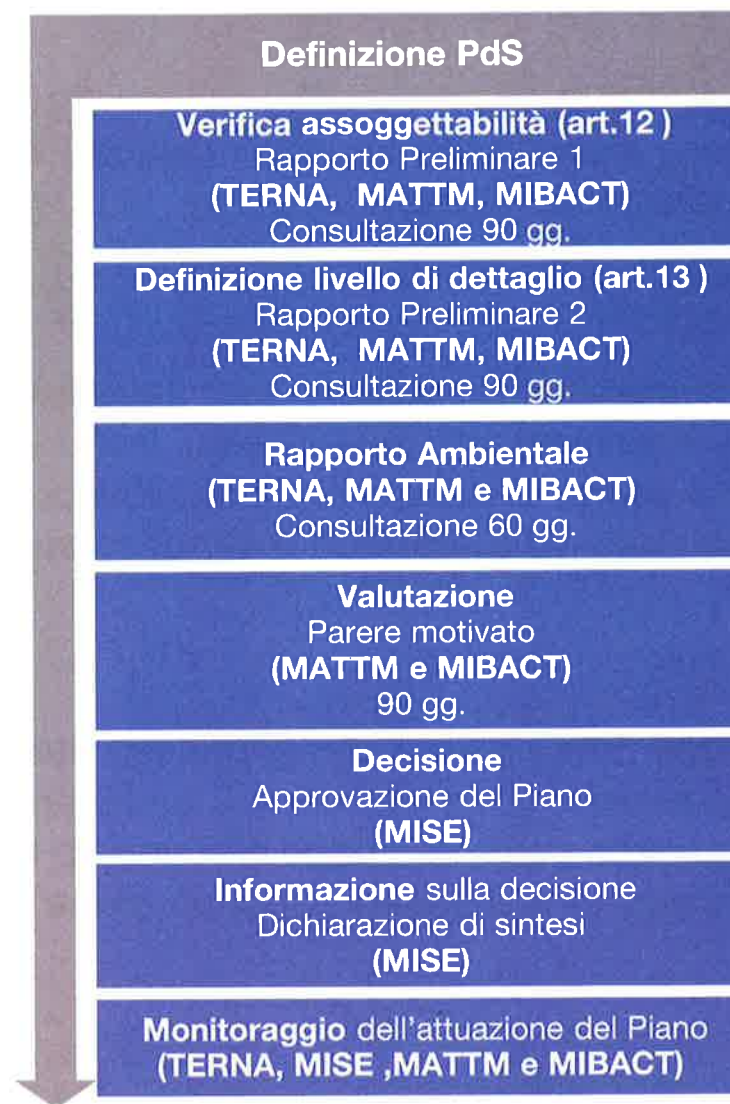 Definizione PdS
Verifica assoggettabilità (art.12 )
Rapporto Preliminare 1
(TERNA, MATTM, MIBACT)
Consultazione 90 gg.
Definizione livello di dettaglio (art.13 )
Rapporto Preliminare 2
(TERNA, MATTM, MIBACT)
Consultazione 90 gg.
Rapporto Ambientale
(TERNA, MATTM e MIBACT)
Consultazione 60 gg.
Valutazione
Parere motivato
(MATTM e MIBACT)
90 gg.
Decisione
Approvazione del Piano
(MISE)
Informazione sulla decisione
Dichiarazione di sintesi
(MISE)
Monitoraggio dell'attuazione del Piano
(TERNA, MISE ,MATTM e MIBACT)